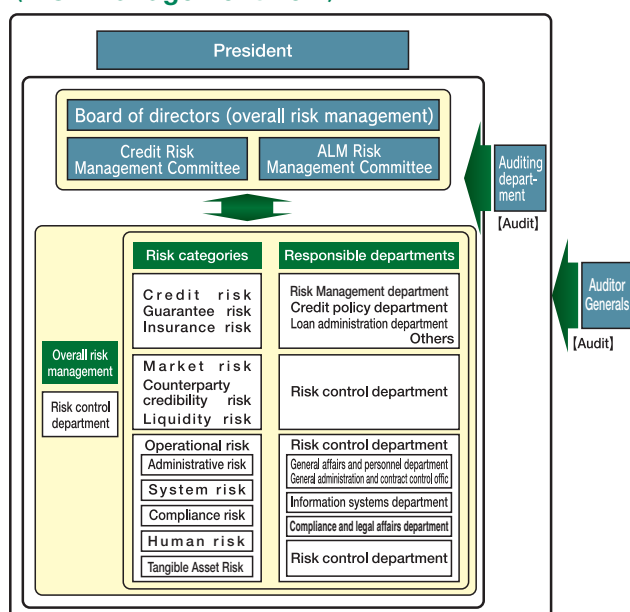 President
Board of directors (overall risk management)
Credit Risk
Management Committee
ALM Risk
Management Committee
Auditing
depart-
ment
【Audit】
Auditor
Generals
【Audit】
Risk categories
Responsible departments
Credit risk
Guarantee risk
Insurance risk
Risk Management department
Credit policy department
Loan administration department
Others
Overall risk
management
Risk control
department
Market risk
Counterparty
credibility risk
Liquidity risk
Risk control department
Operational risk
Administrative risk
System risk
Compliance risk
Human risk
Tangible Asset Risk
Risk control department
General affairs and personnel department
General administration and contract control offic
Information systems department
Compliance and legal affairs department
Risk control department